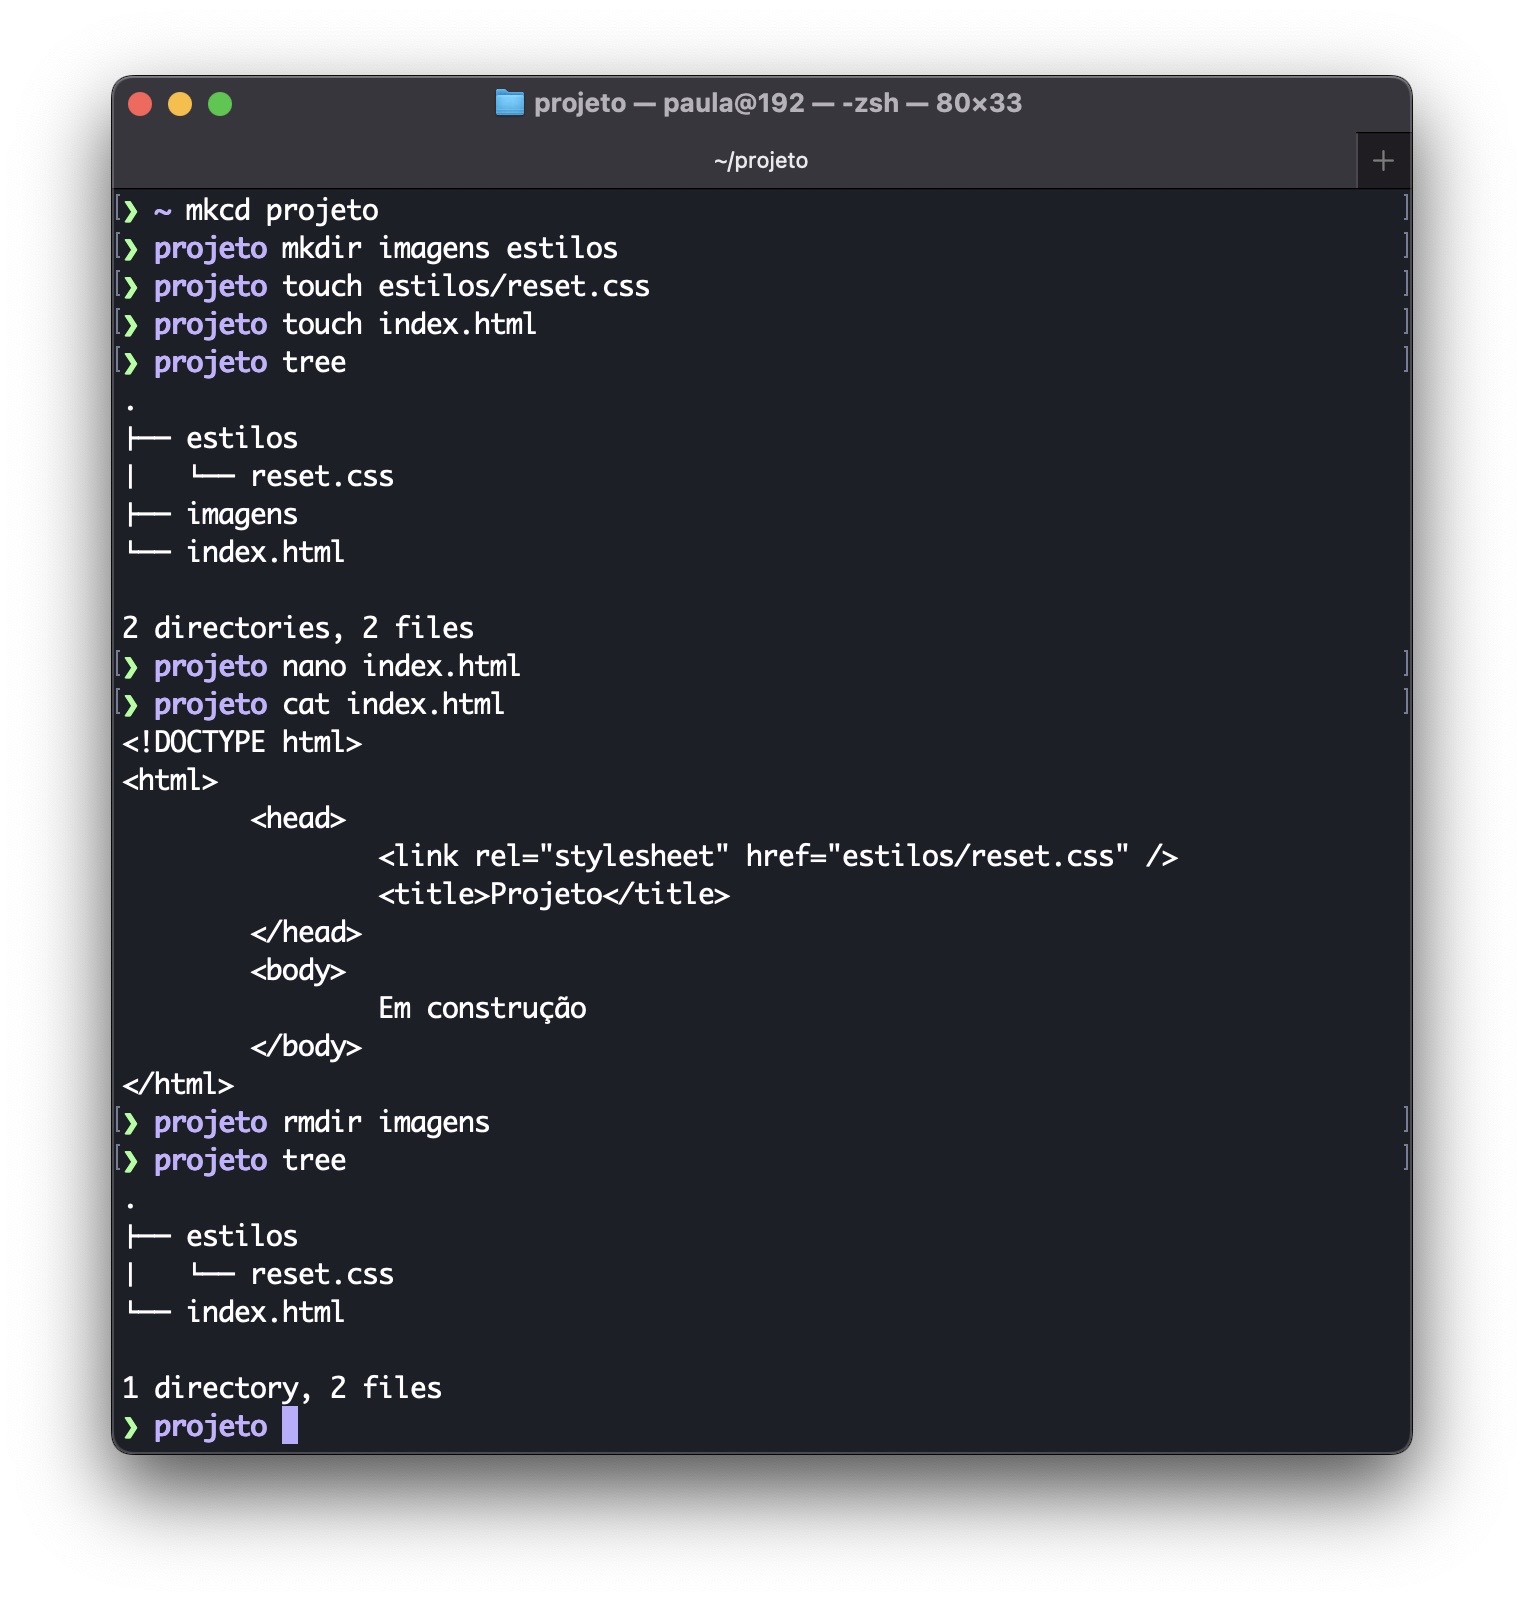 projeto — paula@192 — -zsh — 80×33
~/projeto
❯ ~ mkcd projeto
❯ projeto mkdir imagens estilos
❯ projeto touch estilos/reset.css
❯ projeto touch index.html
❯ projeto tree
.
├── estilos
│   └── reset.css
├── imagens
└── index.html

2 directories, 2 files
❯ projeto nano index.html
❯ projeto cat index.html
<!DOCTYPE html>
<html>
        <head>
                <link rel="stylesheet" href="estilos/reset.css" />
                <title>Projeto</title>
        </head>
        <body>
                Em construção
        </body>
</html>
❯ projeto rmdir imagens
❯ projeto tree
.
├── estilos
│   └── reset.css
└── index.html

1 directory, 2 files
❯ projeto